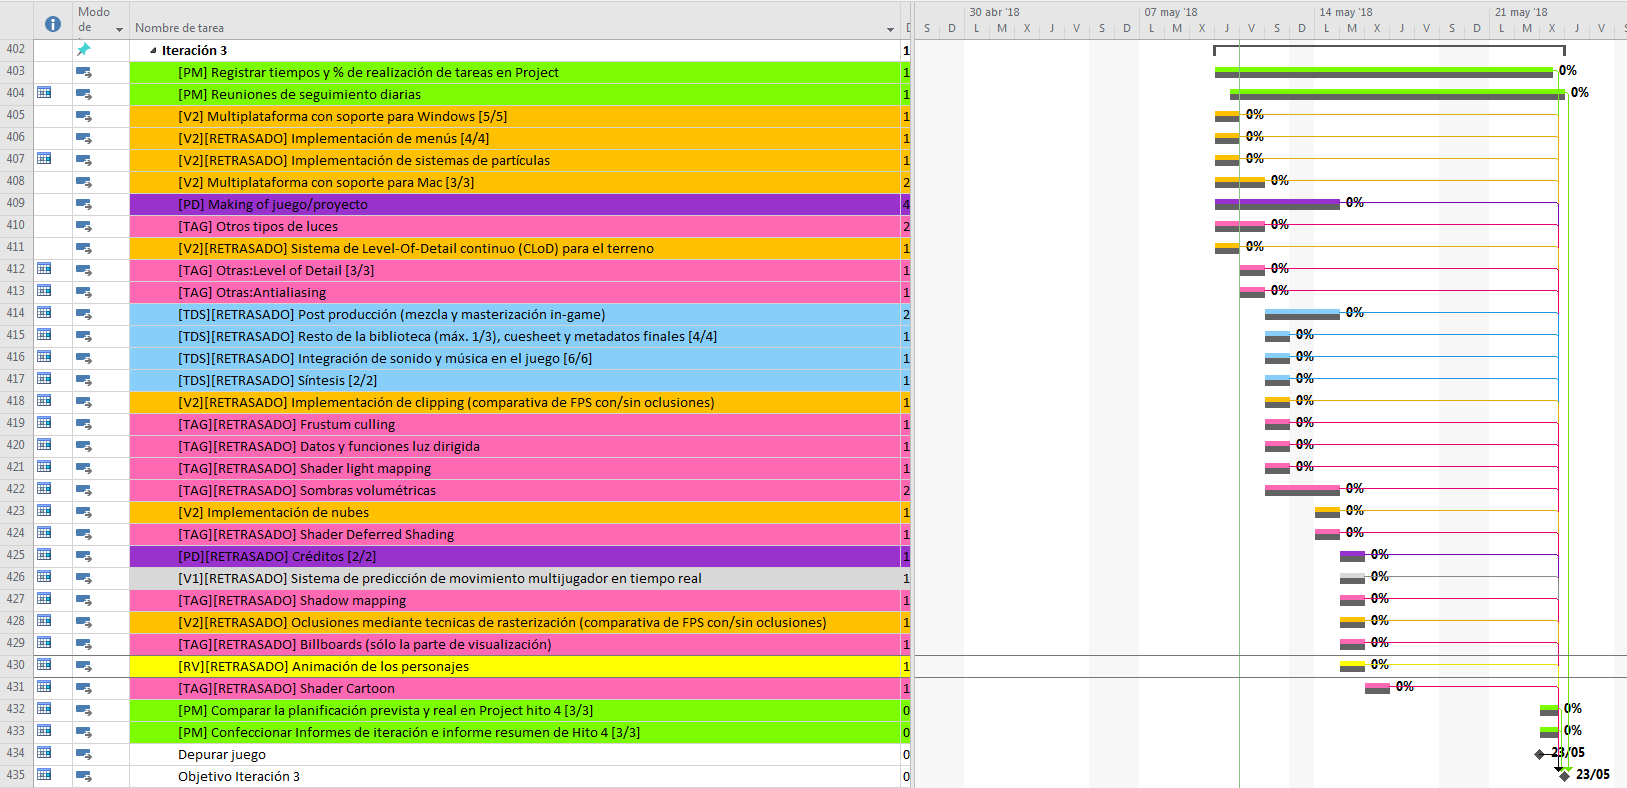 Modo de
Nombre de tarea
D
30 abr '18
07 may '18
14 may '18
21 may '18
S D L M X J V S D L M X J V S D L M X J V S D L M X J V S
402 Iteración 3 1
403 [PM] Registrar tiempos y % de realización de tareas en Project 1 0%
404 [PM] Reuniones de seguimiento diarias 1 0%
405 [V2] Multiplataforma con soporte para Windows [5/5] 1 0%
406 [V2][RETRASADO] Implementación de menús [4/4] 1 0%
407 [V2][RETRASADO] Implementación de sistemas de partículas 1 0%
408 [V2] Multiplataforma con soporte para Mac [3/3] 2 0%
409 [PD] Making of juego/proyecto 4 0%
410 [TAG] Otros tipos de luces 2 0%
411 [V2][RETRASADO] Sistema de Level-Of-Detail continuo (CLoD) para el terreno 1 0%
412 [TAG] Otras:Level of Detail [3/3] 1 0%
413 [TAG] Otras:Antialiasing 1 0%
414 [TDS][RETRASADO] Post producción (mezcla y masterización in-game) 2 0%
415 [TDS][RETRASADO] Resto de la biblioteca (máx. 1/3), cuesheet y metadatos finales [4/4] 1 0%
416 [TDS][RETRASADO] Integración de sonido y música en el juego [6/6] 1 0%
417 [TDS][RETRASADO] Síntesis [2/2] 1 0%
418 [V2][RETRASADO] Implementación de clipping (comparativa de FPS con/sin oclusiones) 1 0%
419 [TAG][RETRASADO] Frustum culling 1 0%
420 [TAG][RETRASADO] Datos y funciones luz dirigida 1 0%
421 [TAG][RETRASADO] Shader light mapping 1 0%
422 [TAG][RETRASADO] Sombras volumétricas 2 0%
423 [V2] Implementación de nubes 1 0%
424 [TAG][RETRASADO] Shader Deferred Shading 1 0%
425 [PD][RETRASADO] Créditos [2/2] 1 0%
426 [V1][RETRASADO] Sistema de predicción de movimiento multijugador en tiempo real 1 0%
427 [TAG][RETRASADO] Shadow mapping 1 0%
428 [V2][RETRASADO] Oclusiones mediante tecnicas de rasterización (comparativa de FPS con/sin oclusiones) 1 0%
429 [TAG][RETRASADO] Billboards (sólo la parte de visualización) 1 0%
430 [RV][RETRASADO] Animación de los personajes 1 0%
431 [TAG][RETRASADO] Shader Cartoon 1 0%
432 [PM] Comparar la planificación prevista y real en Project hito 4 [3/3] 0 0%
433 [PM] Confeccionar Informes de iteración e informe resumen de Hito 4 [3/3] 0 0%
434 Depurar juego 0 23/05
435 Objetivo Iteración 3 0 23/05